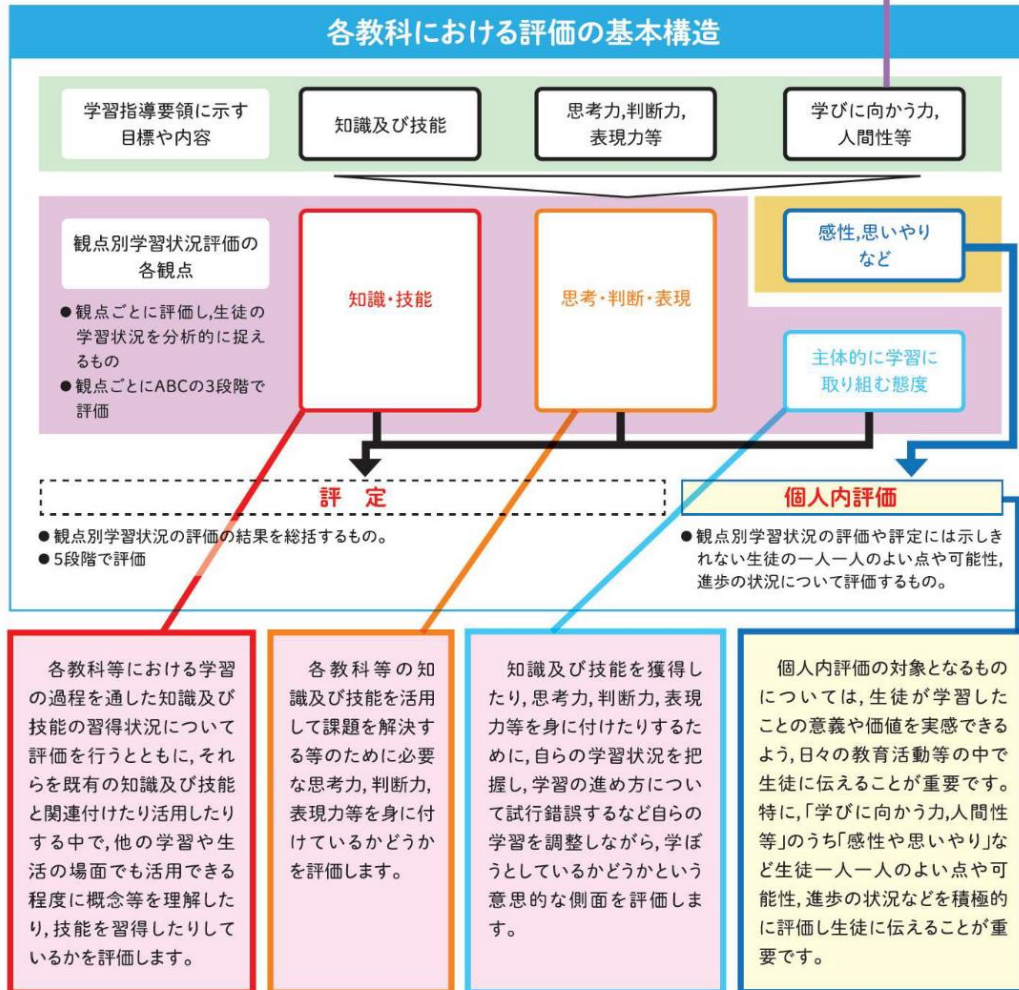 各教科における評価の基本構造
学習指導要領に示す
目標や内容
知識及び技能
思考力,判断力,
表現力等
学びに向かう力,
人間性等
観点別学習状況評価の
各観点
●観点ごとに評価し,生徒の
学習状況を分析的に捉え
るもの
●観点ごとにABCの3段階で
評価
知識・技能
思考・判断・表現
感性,思いやり
など
主体的に学習に
取り組む態度
評 定
●観点別学習状況の評価の結果を総括するもの。
●5段階で評価
個人内評価
●観点別学習状況の評価や評定には示しき
れない生徒の一人一人のよい点や可能性,
進歩の状況について評価するもの。
各教科等における学習
の過程を通した知識及び
技能の習得状況について
評価を行うとともに,それ
らを既有の知識及び技能
と関連付けたり活用したり
する中で,他の学習や生
活の場面でも活用できる
程度に概念等を理解した
り,技能を習得したりして
いるかを評価します。
各教科等の知
識及び技能を活用
して課題を解決す
る等のために必要
な思考力,判断力,
表現力等を身に付
けているかどうか
を評価します。
知識及び技能を獲得し
たり,思考力,判断力,表現
力等を身に付けたりするた
めに,自らの学習状況を把
握し,学習の進め方につい
て試行錯誤するなど自らの
学習を調整しながら,学ぼ
うとしているかどうかという
意思的な側面を評価しま
す。
個人内評価の対象となるもの
については,生徒が学習した
ことの意義や価値を実感できる
よう,日々の教育活動等の中で
生徒に伝えることが重要です。
特に,「学びに向かう力,人間性
等」のうち「感性や思いやり」な
ど生徒一人一人のよい点や可
能性,進歩の状況などを積極的
に評価し生徒に伝えることが重
要です。